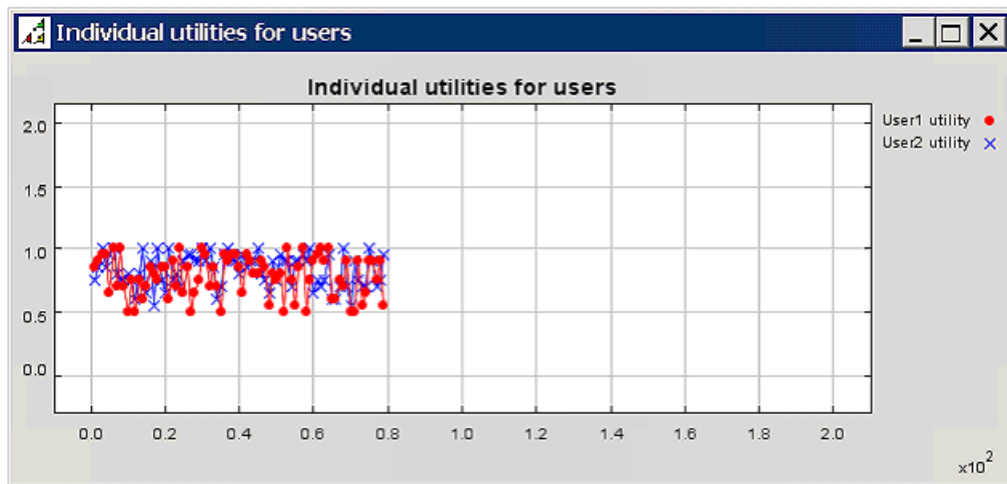 Individual utilities for users
Individual utilities for users
2.0
1.5
1.0
0.5
0.0
0.0 0.2 0.4 0.6 0.8 1.0 1.2 1.4 1.6 1.8 2.0
x10²
User1 utility
User2 utility